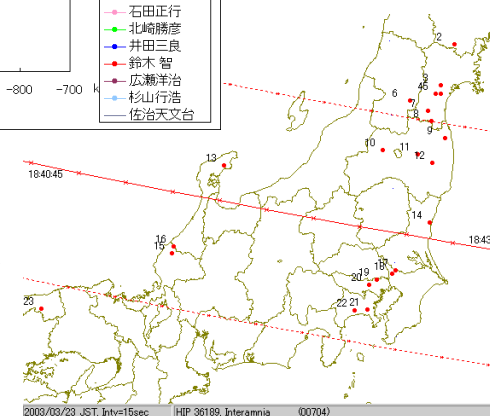 石田正行
北崎勝彦
井田三良
鈴木 智
広瀬洋治
杉山行浩
佐治天文台
-800 -700 k
2
3
45
6
7
8
9
10
11
12
13
14
15
16
17
18
19
20
21
22
23
18:40:45
18:43
2003/03/23 JST, Intv=15sec
HIP 36189, Interamnia (00704)